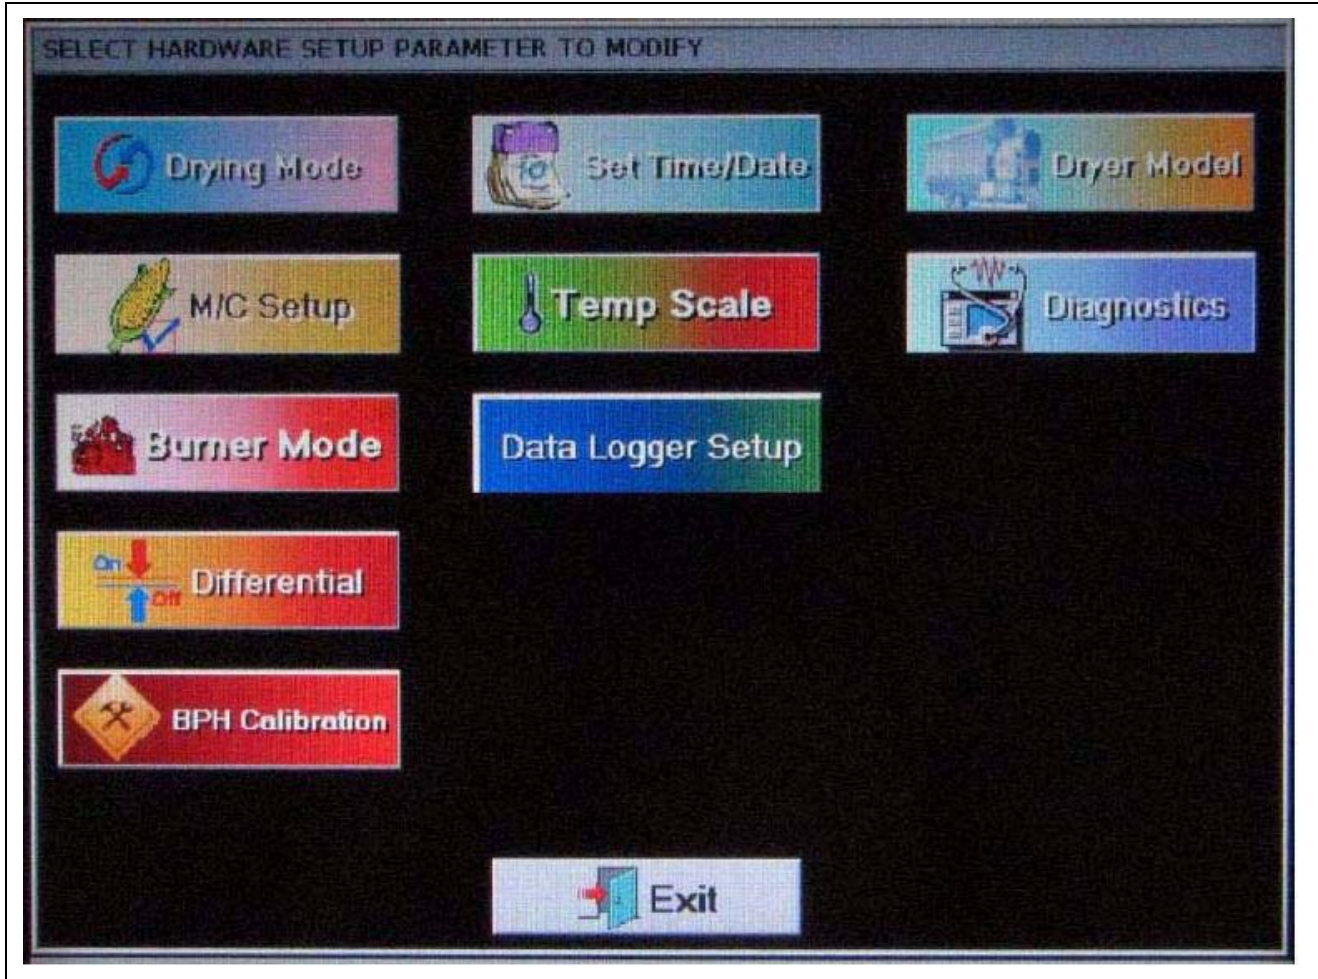 SELECT HARDWARE SETUP PARAMETER TO MODIFY
Drying Mode
10 Set Time/Date
Dryer Model
M/C Setup
Temp Scale
Diagnostics
Burner Mode
Data Logger Setup
On
Off
Differential
BPH Calibration
Exit